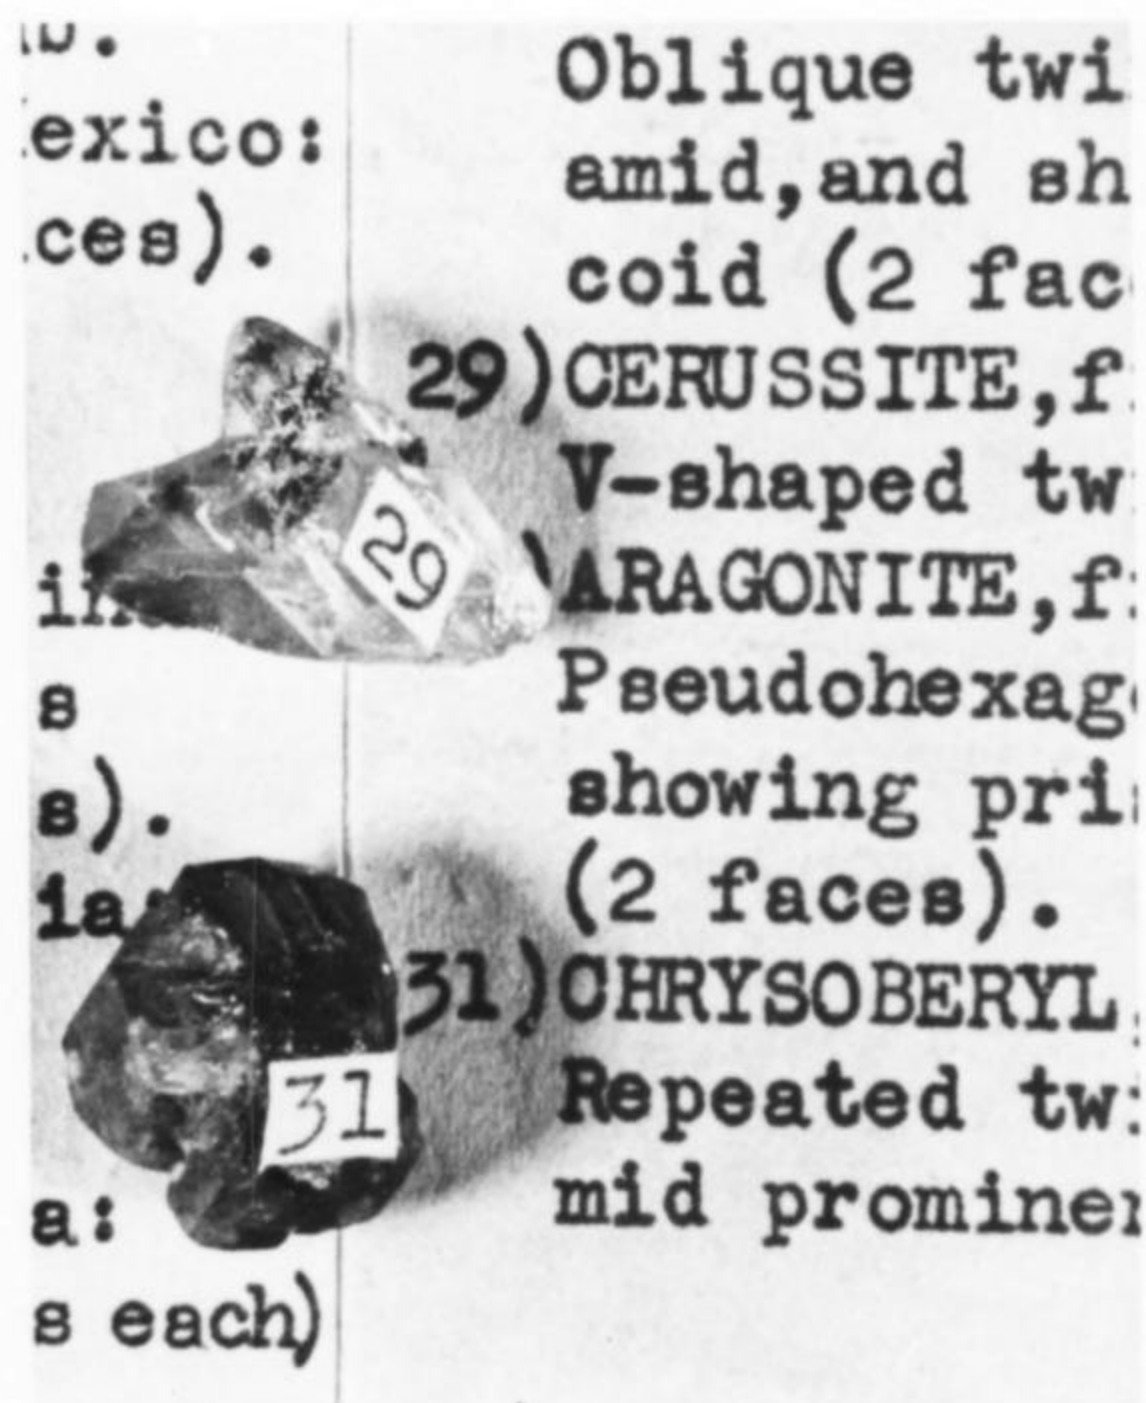 exico:
ces).
s
s).
a:
s each)
Oblique twi
amid,and sh
coid (2 fac
29)CERUSSITE,f
V-shaped tw
)ARAGONITE,f
Pseudohexag
showing pri
(2 faces).
31)CHRYSOBERYL
Repeated tw
mid promine
29
31